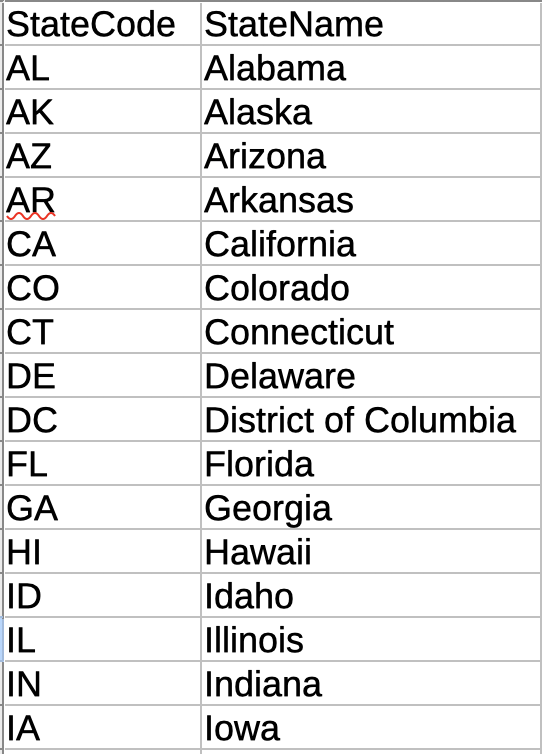 StateCode StateName
AL Alabama
AK Alaska
AZ Arizona
AR Arkansas
CA California
CO Colorado
CT Connecticut
DE Delaware
DC District of Columbia
FL Florida
GA Georgia
HI Hawaii
ID Idaho
IL Illinois
IN Indiana
IA Iowa